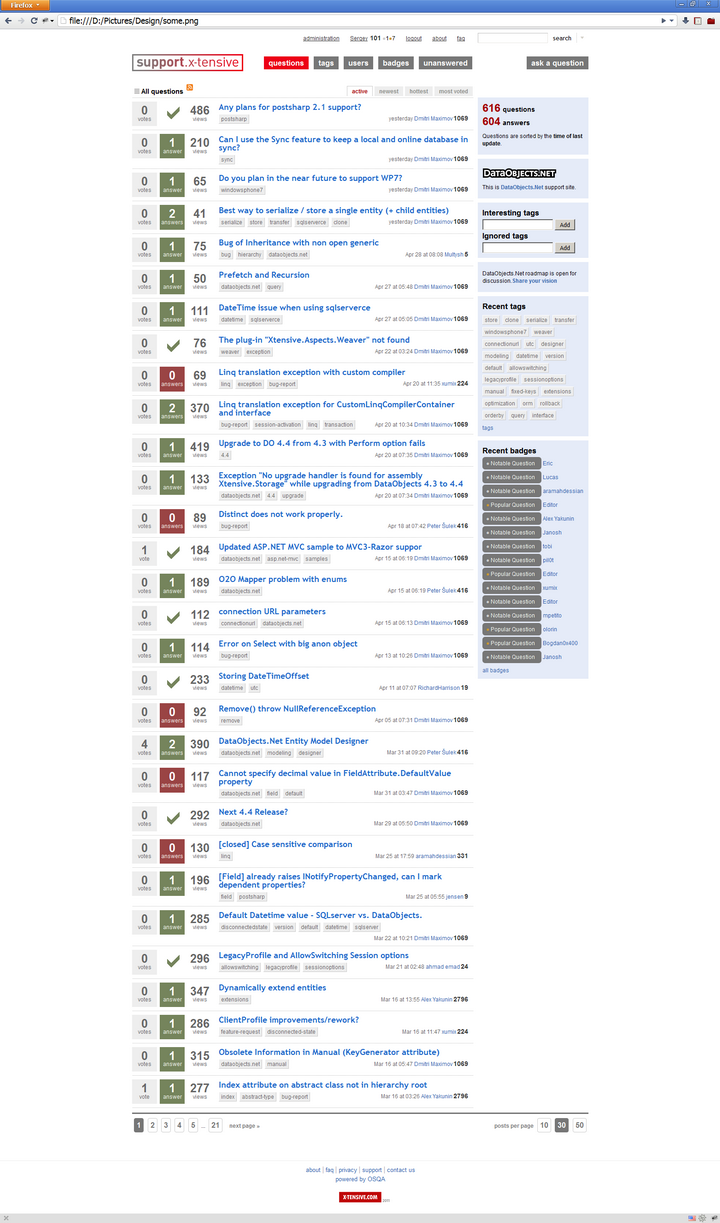 Firefox
file:///D:/Pictures/Design/some.png
administration Sergey 101 logout about faq search
support.x-tensive questions tags users badges unanswered ask a question
All questions active newest hottest most voted
0 votes 486 views Any plans for postsharp 2.1 support?
postsharp
yesterday Dmitri Maximov 1069
0 votes 1 answer 210 views Can I use the Sync feature to keep a local and online database in
sync?
sync
yesterday Dmitri Maximov 1069
0 votes 1 answer 65 views Do you plan in the near future to support WP7?
windowsphone7
yesterday Dmitri Maximov 1069
0 votes 2 answers 41 views Best way to serialize / store a single entity (+ child entities)
serialize store transfer sqlserverce clone
yesterday Dmitri Maximov 1069
0 votes 1 answer 75 views Bug of Inheritance with non open generic
bug hierarchy dataobjects.net
Apr 28 at 08:08 Multysh 5
0 votes 1 answer 50 views Prefetch and Recursion
dataobjects.net query
Apr 27 at 05:48 Dmitri Maximov 1069
0 votes 1 answer 111 views DateTime issue when using sqlserverce
datetime sqlserverce
Apr 27 at 05:05 Dmitri Maximov 1069
0 votes 76 views The plug-in "Xtensive.Aspects.Weaver" not found
weaver exception
Apr 22 at 03:24 Dmitri Maximov 1069
0 votes 0 answers 69 views Linq translation exception with custom compiler
linq exception bug-report
Apr 20 at 11:35 xumix 224
0 votes 2 answers 370 views Linq translation exception for CustomLinqCompilerContainer
and Interface
bug-report session-activation linq transaction
Apr 20 at 10:34 Dmitri Maximov 1069
0 votes 1 answer 419 views Upgrade to DO 4.4 from 4.3 with Perform option fails
4.4
Apr 20 at 07:35 Dmitri Maximov 1069
0 votes 1 answer 133 views Exception "No upgrade handler is found for assembly
Xtensive.Storage" while upgrading from DataObjects 4.3 to 4.4
dataobjects.net 4.4 upgrade
Apr 20 at 07:34 Dmitri Maximov 1069
0 votes 0 answers 89 views Distinct does not work properly.
bug-report
Apr 18 at 07:42 Peter Šulek 416
1 vote 184 views Updated ASP.NET MVC sample to MVC3-Razor suppor
dataobjects.net asp.net-mvc samples
Apr 15 at 06:19 Dmitri Maximov 1069
0 votes 1 answer 189 views O2O Mapper problem with enums
dataobjects.net
Apr 15 at 06:19 Peter Šulek 416
0 votes 112 views connection URL parameters
connectionurl dataobjects.net
Apr 15 at 06:13 Dmitri Maximov 1069
0 votes 1 answer 114 views Error on Select with big anon object
bug-report
Apr 13 at 10:26 Dmitri Maximov 1069
0 votes 233 views Storing DateTimeOffset
datetime utc
Apr 11 at 07:07 RichardHarrison 19
0 votes 0 answers 92 views Remove() throw NullReferenceException
remove
Apr 05 at 07:31 Dmitri Maximov 1069
4 votes 2 answers 390 views DataObjects.Net Entity Model Designer
dataobjects.net modeling designer
Mar 31 at 09:20 Peter Šulek 416
0 votes 0 answers 117 views Cannot specify decimal value in FieldAttribute.DefaultValue
property
dataobjects.net field default
Mar 31 at 03:47 Dmitri Maximov 1069
0 votes 292 views Next 4.4 Release?
dataobjects.net
Mar 29 at 05:50 Dmitri Maximov 1069
0 votes 0 answers 130 views [closed] Case sensitive comparison
linq
Mar 25 at 17:59 aramahdessian 331
0 votes 1 answer 196 views [Field] already raises INotifyPropertyChanged, can I mark
dependent properties?
field postsharp
Mar 25 at 05:55 jensen 9
0 votes 1 answer 285 views Default Datetime value - SQLserver vs. DataObjects.
disconnectedstate version default datetime sqlserver
Mar 22 at 10:21 Dmitri Maximov 1069
0 votes 296 views LegacyProfile and AllowSwitching Session options
allowswitching legacyprofile sessionoptions
Mar 21 at 02:48 ahmad emad 24
0 votes 1 answer 347 views Dynamically extend entities
extensions
Mar 16 at 13:55 Alex Yakunin 2796
0 votes 1 answer 286 views ClientProfile improvements/rework?
feature-request disconnected-state
Mar 16 at 11:47 xumix 224
0 votes 1 answer 315 views Obsolete Information in Manual (KeyGenerator attribute)
dataobjects.net manual
Mar 16 at 05:47 Dmitri Maximov 1069
1 vote 1 answer 277 views Index attribute on abstract class not in hierarchy root
index abstract-type bug-report
Mar 16 at 03:26 Alex Yakunin 2796
1 2 3 4 5 ... 21 next page » posts per page 10 30 50
616 questions
604 answers
Questions are sorted by the time of last
update.
DATAOBJECTS.NET
This is DataObjects.Net support site.
Interesting tags
Add
Ignored tags
Add
DataObjects.Net roadmap is open for
discussion. Share your vision
Recent tags
store clone serialize transfer
windowsphone7 weaver
connectionurl utc designer
modeling datetime version
default allowswitching
legacyprofile sessionoptions
manual fixed-keys extensions
optimization orm rollback
orderby query interface
tags
Recent badges
Notable Question Eric
Notable Question Lucas
Notable Question aramahdessian
Popular Question Editor
Notable Question Alex Yakunin
Notable Question Janosh
Notable Question tobi
Notable Question pil0t
Popular Question Editor
Notable Question xumix
Notable Question Editor
Notable Question mpetito
Popular Question olorin
Popular Question Bogdan0x400
Notable Question Janosh
all badges
about | faq | privacy | support | contact us
powered by OSQA
X-TENSIVE.COM